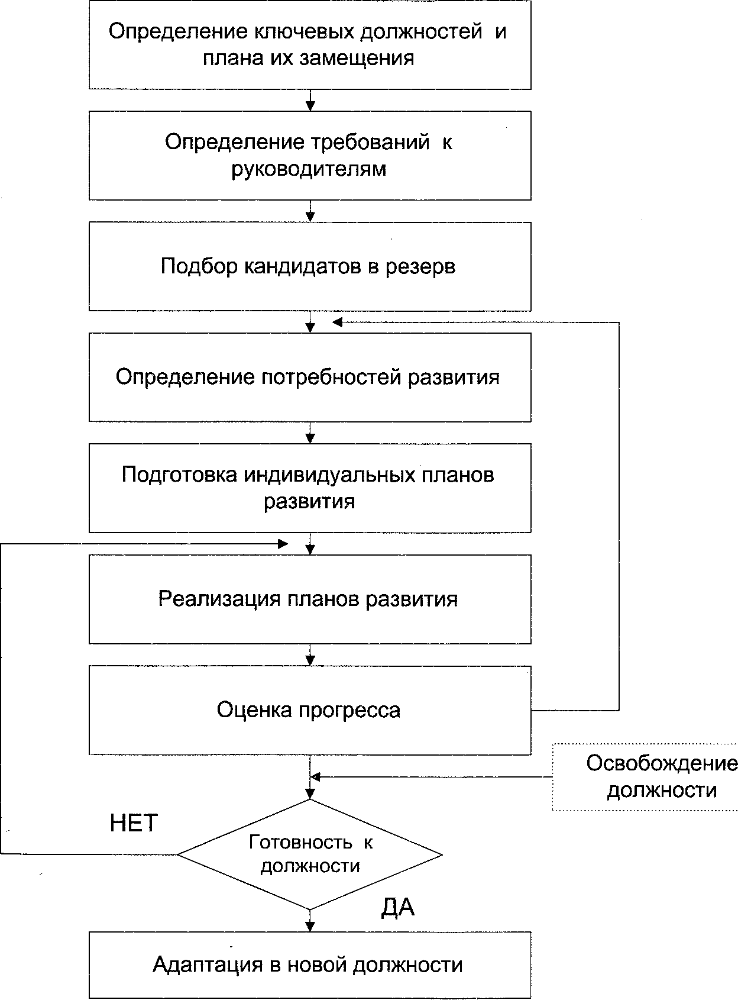 Определение ключевых должностей и
плана их замещения
Определение требований к
руководителям
Подбор кандидатов в резерв
Определение потребностей развития
Подготовка индивидуальных планов
развития
Реализация планов развития
Оценка прогресса
Освобождение
должности
НЕТ
Готовность к
должности
ДА
Адаптация в новой должности